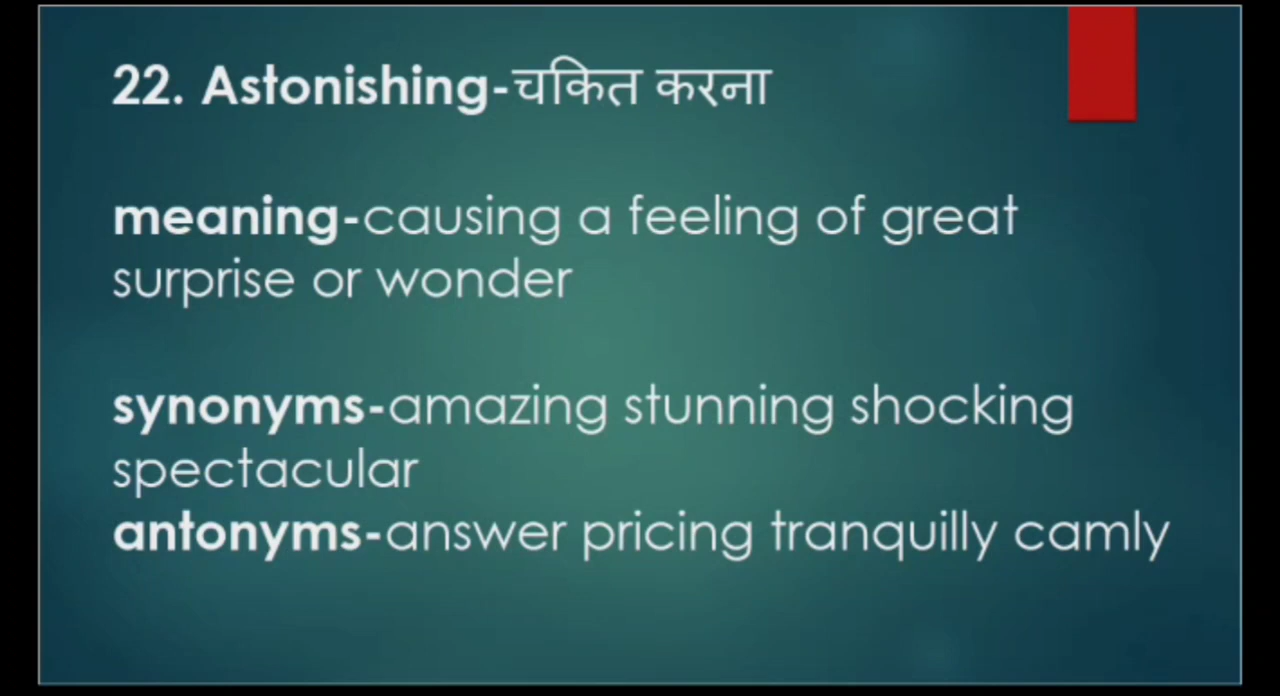 22. Astonishing-चकित करना
meaning-causing a feeling of great
surprise or wonder
synonyms-amazing stunning shocking
spectacular
antonyms-answer pricing tranquilly camly